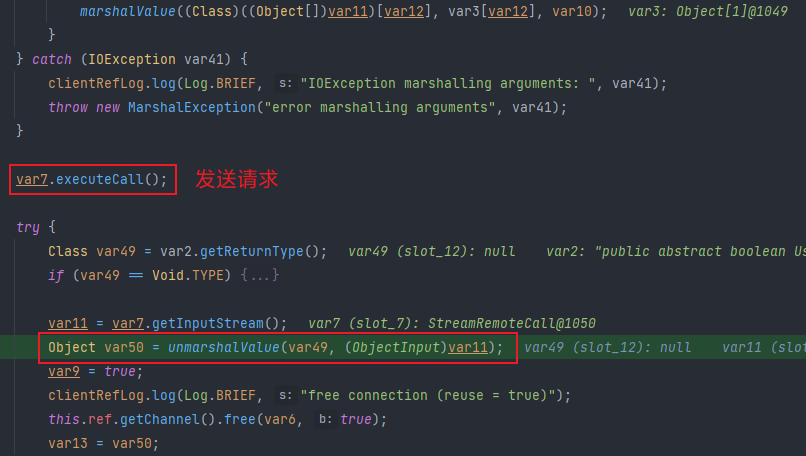 marshalValue((Class)((Object[])var11)[var12], var3[var12], var10); var3: Object[1]@1049
}
} catch (IOException var41) {
clientRefLog.log(Log.BRIEF, s: "IOException marshalling arguments: ", var41);
throw new MarshalException("error marshalling arguments", var41);
}
var7.executeCall(); 发送请求
try {
Class var49 = var2.getReturnType(); var49 (slot_12): null var2: "public abstract boolean Us
if (var49 == Void.TYPE) {...}
var11 = var7.getInputStream(); var7 (slot_7): StreamRemoteCall@1050
Object var50 = unmarshalValue(var49, (ObjectInput)var11); var49 (slot_12): null var11 (slot
var9 = true;
clientRefLog.log(Log.BRIEF, s: "free connection (reuse = true)");
this.ref.getChannel().free(var6, b: true);
var13 = var50;